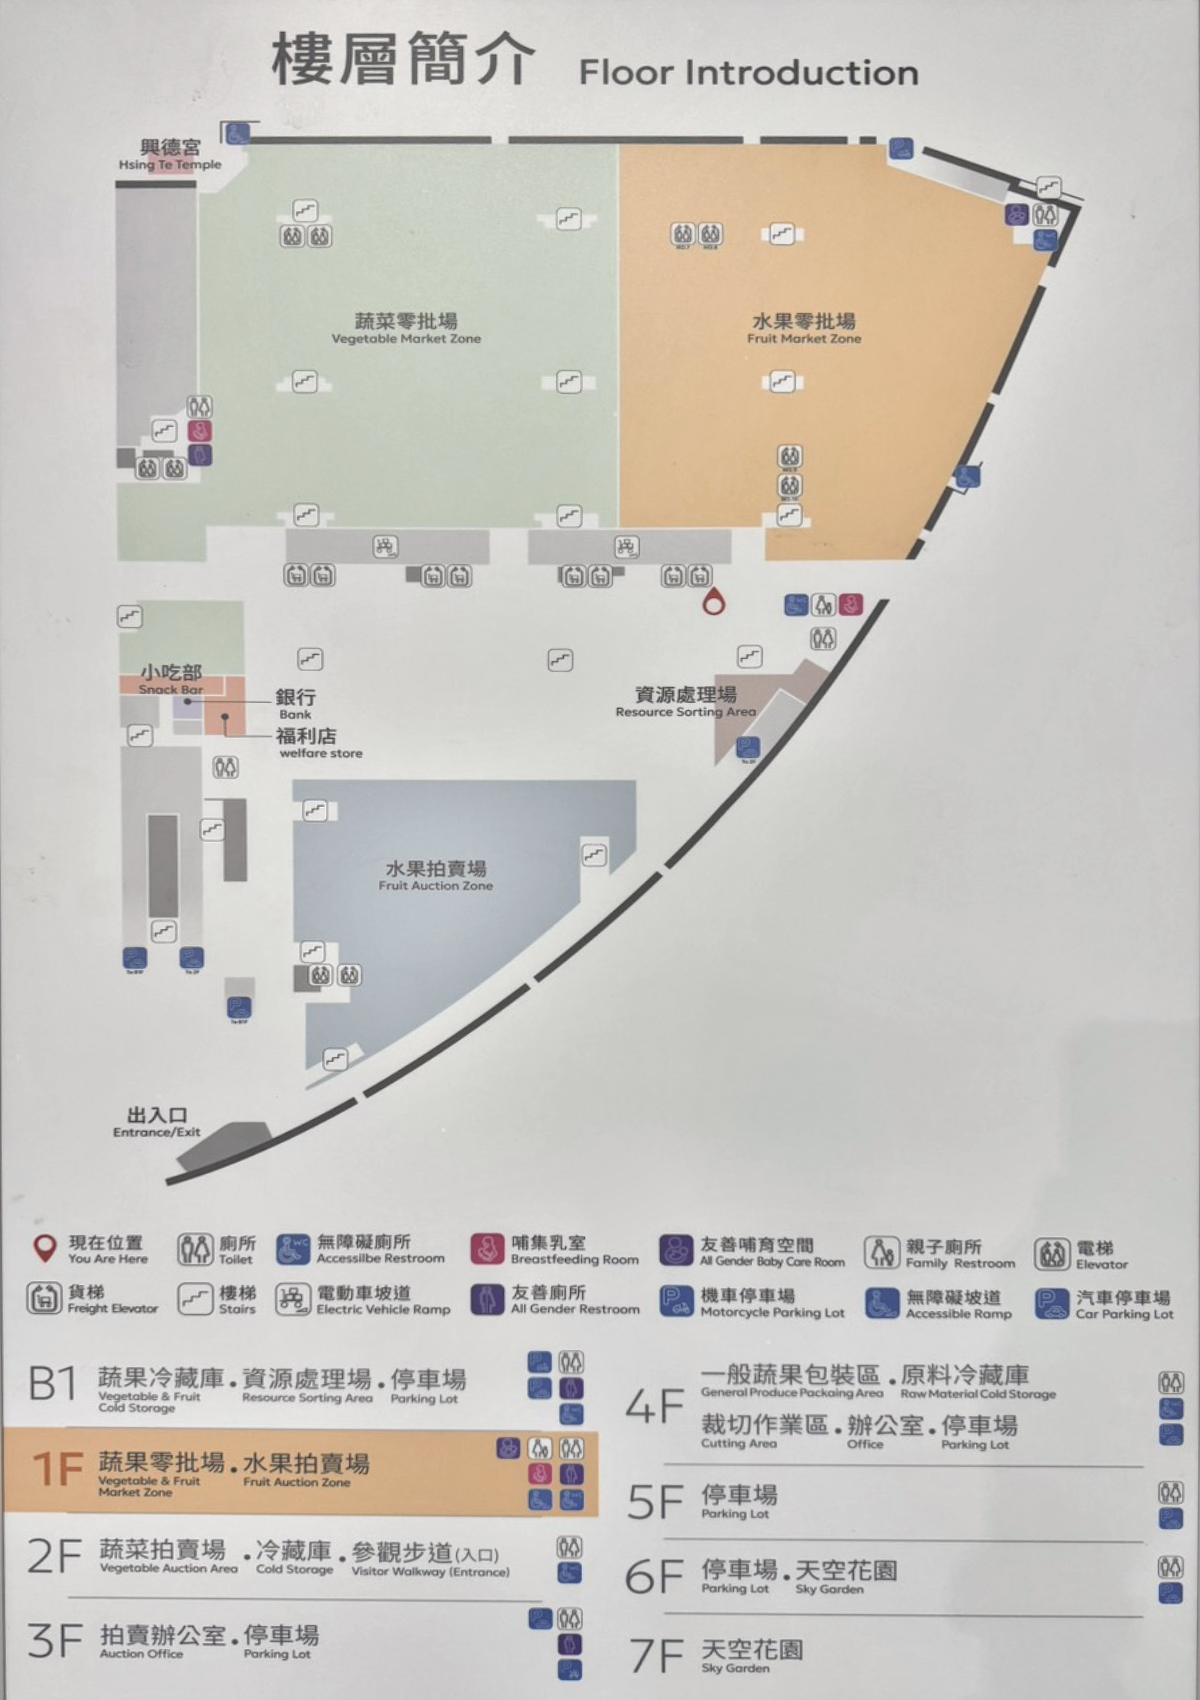 樓層簡介 Floor Introduction
興德宮
Hsing Te Temple
蔬菜零批場
Vegetable Market Zone
水果零批場
Fruit Market Zone
小吃部
Snack Bar
銀行
Bank
福利店
welfare store
資源處理場
Resource Sorting Area
水果拍賣場
Fruit Auction Zone
出入口
Entrance/Exit
現在位置
You Are Here
廁所
Toilet
無障礙廁所
Accessilbe Restroom
哺集乳室
Breastfeeding Room
友善哺育空間
All Gender Baby Care Room
親子廁所
Family Restroom
電梯
Elevator
貨梯
Freight Elevator
樓梯
Stairs
電動車坡道
Electric Vehicle Ramp
友善廁所
All Gender Restroom
機車停車場
Motorcycle Parking Lot
無障礙坡道
Accessible Ramp
汽車停車場
Car Parking Lot
B1 蔬果冷藏庫.資源處理場.停車場
Vegetable & Fruit Resource Sorting Area Parking Lot
Cold Storage
1F 蔬果零批場.水果拍賣場
Vegetable & Fruit Fruit Auction Zone
Market Zone
2F 蔬菜拍賣場.冷藏庫.參觀步道(入口)
Vegetable Auction Area Cold Storage Visitor Walkway (Entrance)
3F 拍賣辦公室.停車場
Auction Office Parking Lot
4F 一般蔬果包裝區.原料冷藏庫
General Produce Packaing Area Raw Material Cold Storage
裁切作業區.辦公室.停車場
Cutting Area Office Parking Lot
5F 停車場
Parking Lot
6F 停車場.天空花園
Parking Lot Sky Garden
7F 天空花園
Sky Garden